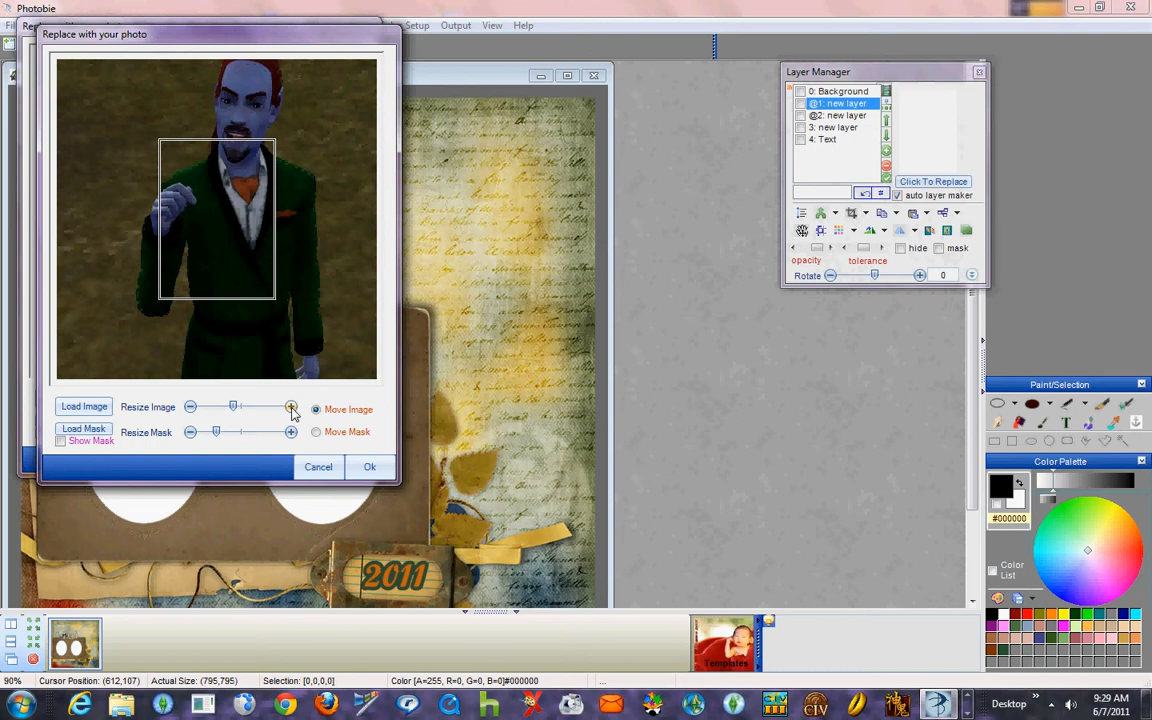 Photobie
Setup Output View Help
Replace with your photo
Layer Manager
0: Background
@1: new layer
@2: new layer
3: new layer
4: Text
Click To Replace
auto layer maker
hide mask
opacity tolerance
Rotate 0
Load Image Resize Image Move Image
Load Mask Resize Mask Move Mask
Show Mask
Cancel Ok
Paint/Selection
Color Palette
#000000
Color List
2011
Templates
90% Cursor Position: (612,107) Actual Size: (795,795) Selection: [0,0,0,0] Color [A=255, R=0, G=0, B=0]#000000 ...
CIV
Desktop
9:29 AM
6/7/2011